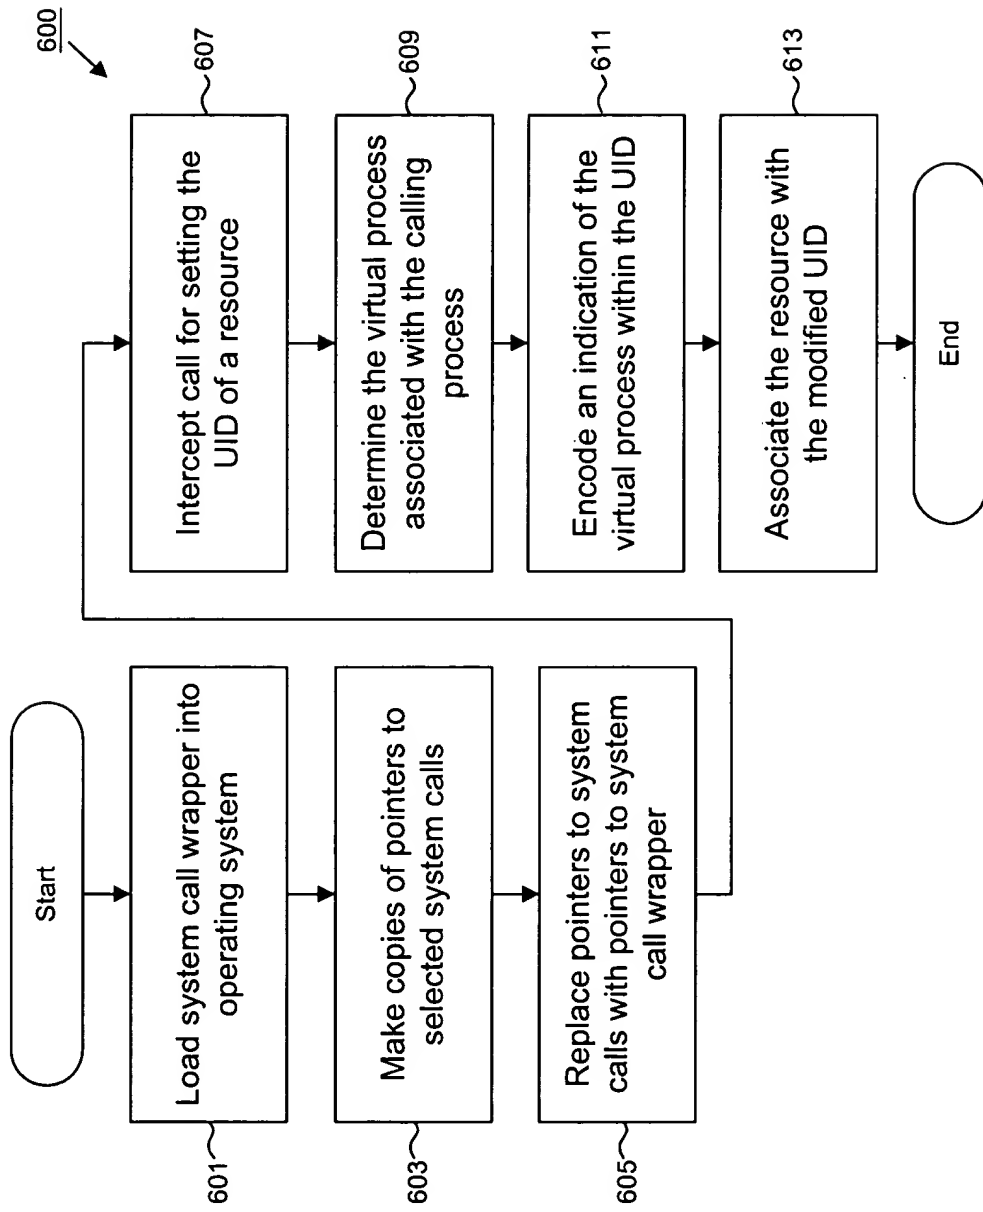 600
Start
Load system call wrapper into
operating system
601
Make copies of pointers to
selected system calls
603
Replace pointers to system
calls with pointers to system
call wrapper
605
Intercept call for setting the
UID of a resource
607
Determine the virtual process
associated with the calling
process
609
Encode an indication of the
virtual process within the UID
611
Associate the resource with
the modified UID
613
End